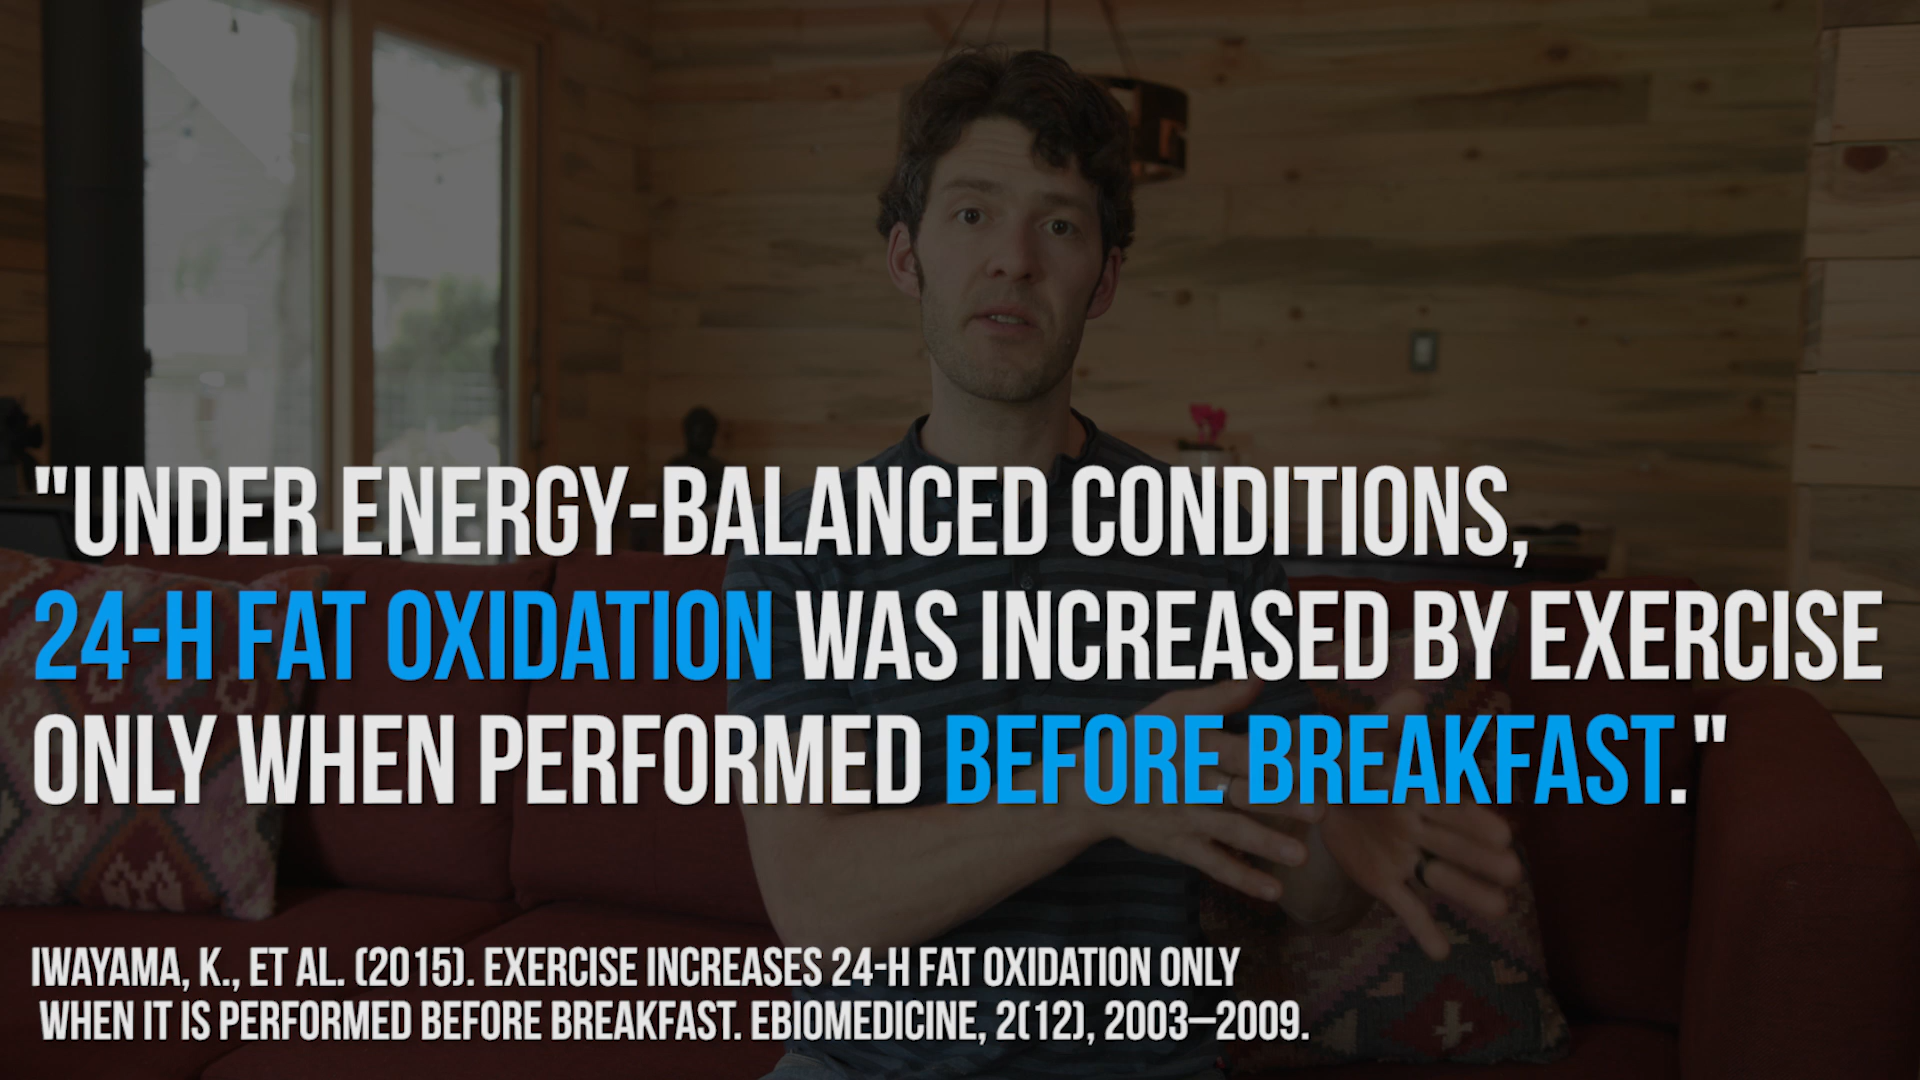 "UNDER ENERGY-BALANCED CONDITIONS,
24-H FAT OXIDATION WAS INCREASED BY EXERCISE
ONLY WHEN PERFORMED BEFORE BREAKFAST."
IWAYAMA, K., ET AL. (2015). EXERCISE INCREASES 24-H FAT OXIDATION ONLY
WHEN IT IS PERFORMED BEFORE BREAKFAST. EBIOMEDICINE, 2(12), 2003–2009.